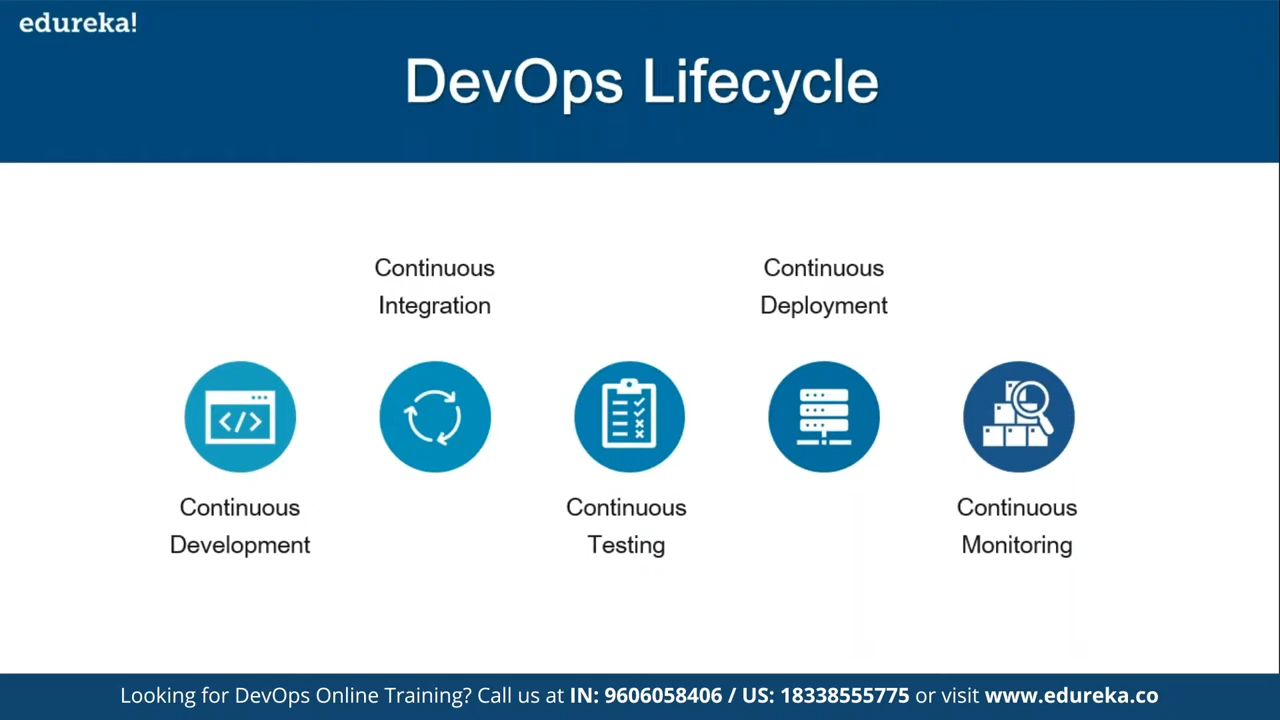 edureka!
DevOps Lifecycle
Continuous
Integration
Continuous
Deployment
Continuous
Development
Continuous
Testing
Continuous
Monitoring
Looking for DevOps Online Training? Call us at IN: 9606058406 / US: 18338555775 or visit www.edureka.co